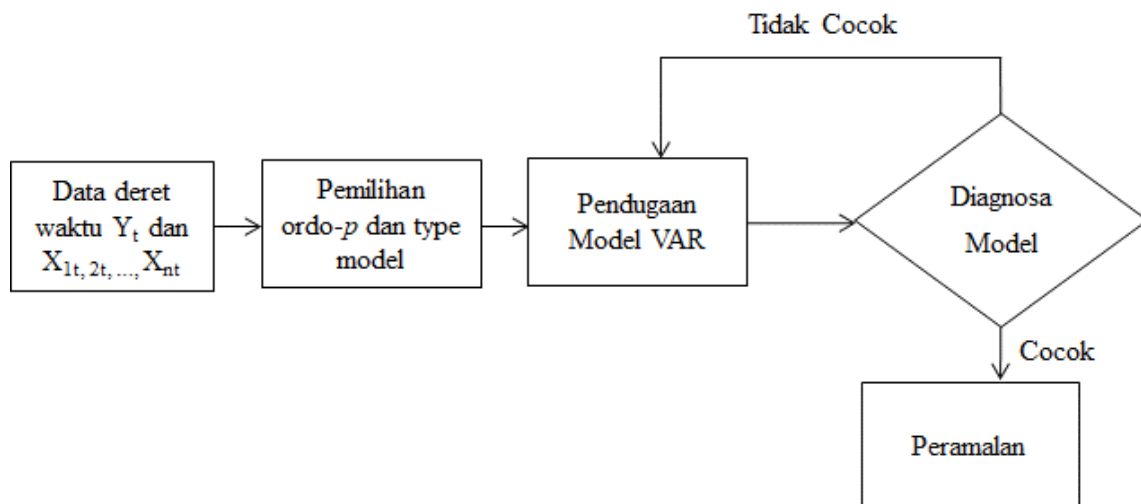 Tidak Cocok
Data deret
waktu Yt dan
X1t, 2t, ..., Xnt
Pemilihan
ordo-p dan type
model
Pendugaan
Model VAR
Diagnosa
Model
Cocok
Peramalan